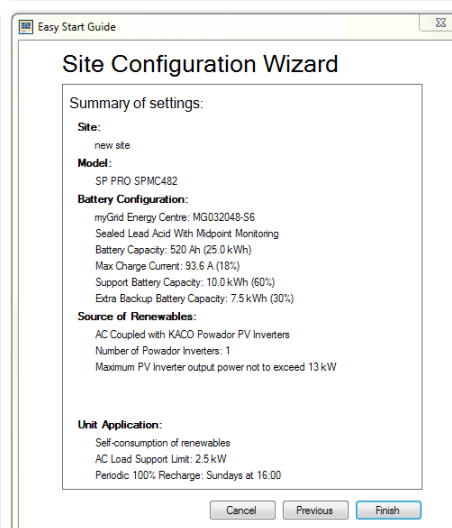 Easy Start Guide
Site Configuration Wizard
Summary of settings:
Site:
new site
Model:
SP PRO SPMC482
Battery Configuration:
myGrid Energy Centre: MG032048-S6
Sealed Lead Acid With Midpoint Monitoring
Battery Capacity: 520 Ah (25.0 kWh)
Max Charge Current: 93.6 A (18%)
Support Battery Capacity: 10.0 kWh (60%)
Extra Backup Battery Capacity: 7.5 kWh (30%)
Source of Renewables:
AC Coupled with KACO Powador PV Inverters
Number of Powador Inverters: 1
Maximum PV Inverter output power not to exceed 13 kW
Unit Application:
Self-consumption of renewables
AC Load Support Limit: 2.5 kW
Periodic 100% Recharge: Sundays at 16:00
Cancel Previous Finish